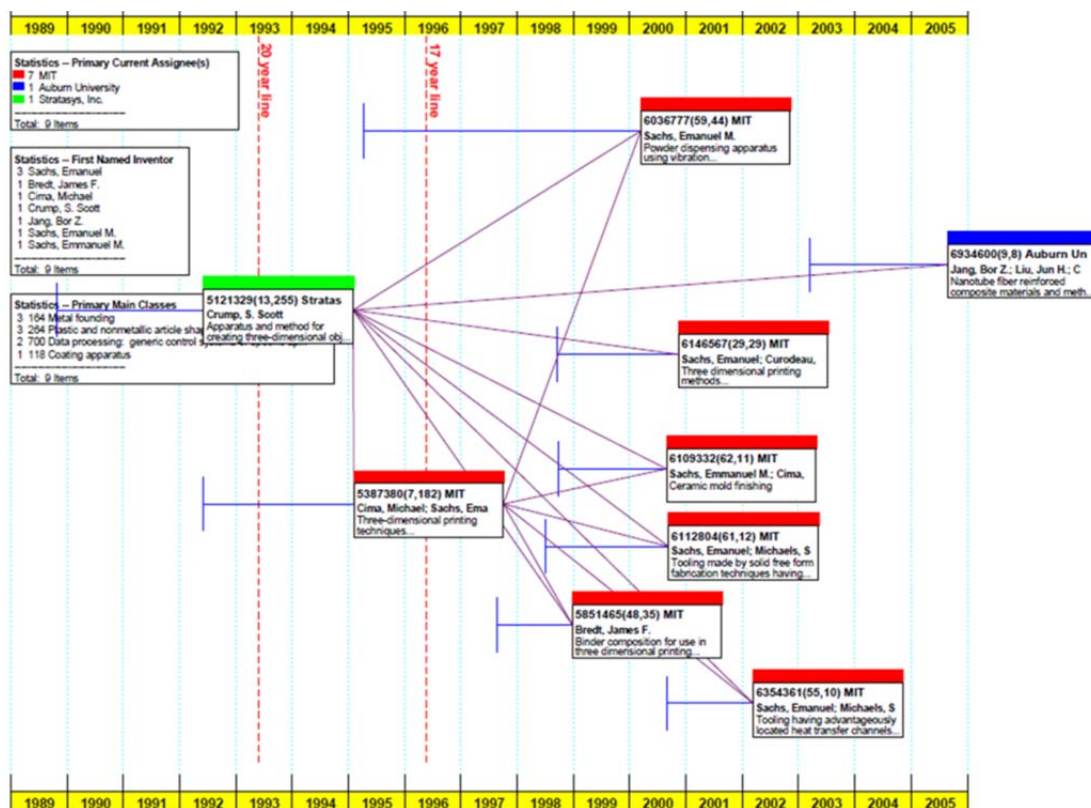 1989 1990 1991 1992 1993 1994 1995 1996 1997 1998 1999 2000 2001 2002 2003 2004 2005
Statistics -- Primary Current Assignee(s)
7 MIT
1 Auburn University
1 Stratasys, Inc.
Total: 9 Items
20 year line
17 year line
Statistics -- First Named Inventor
3 Sachs, Emanuel
1 Bredt, James F.
1 Cima, Michael
1 Crump, S. Scott
1 Jang, Bor Z.
1 Sachs, Emanuel M.
1 Sachs, Emmanuel M.
Total: 9 Items
Statistics -- Primary Main Classes
3 164 Metal founding
3 264 Plastic and nonmetallic article
2 700 Data processing: generic control
1 118 Coating apparatus
Total: 9 Items
6036777(59,44) MIT
Sachs, Emanuel M.
Powder dispensing apparatus
using vibration...
6934600(9,8) Auburn Un
Jang, Bor Z.; Liu, Jun H.; C
Nanotube fiber reinforced
composite materials and meth...
5121329(13,255) Stratas
Crump, S. Scott
Apparatus and method for
creating three-dimensional obj...
6146567(29,29) MIT
Sachs, Emanuel; Curodeau,
Three dimensional printing
methods...
6109332(62,11) MIT
Sachs, Emmanuel M.; Cima,
Ceramic mold finishing
5387380(7,182) MIT
Cima, Michael; Sachs, Ema
Three-dimensional printing
techniques...
6112804(61,12) MIT
Sachs, Emanuel; Michaels, S
Tooling made by solid free form
fabrication techniques having...
5851465(48,35) MIT
Bredt, James F.
Binder composition for use in
three dimensional printing...
6354361(55,10) MIT
Sachs, Emanuel; Michaels, S
Tooling having advantageously
located heat transfer channels...
1989 1990 1991 1992 1993 1994 1995 1996 1997 1998 1999 2000 2001 2002 2003 2004 2005